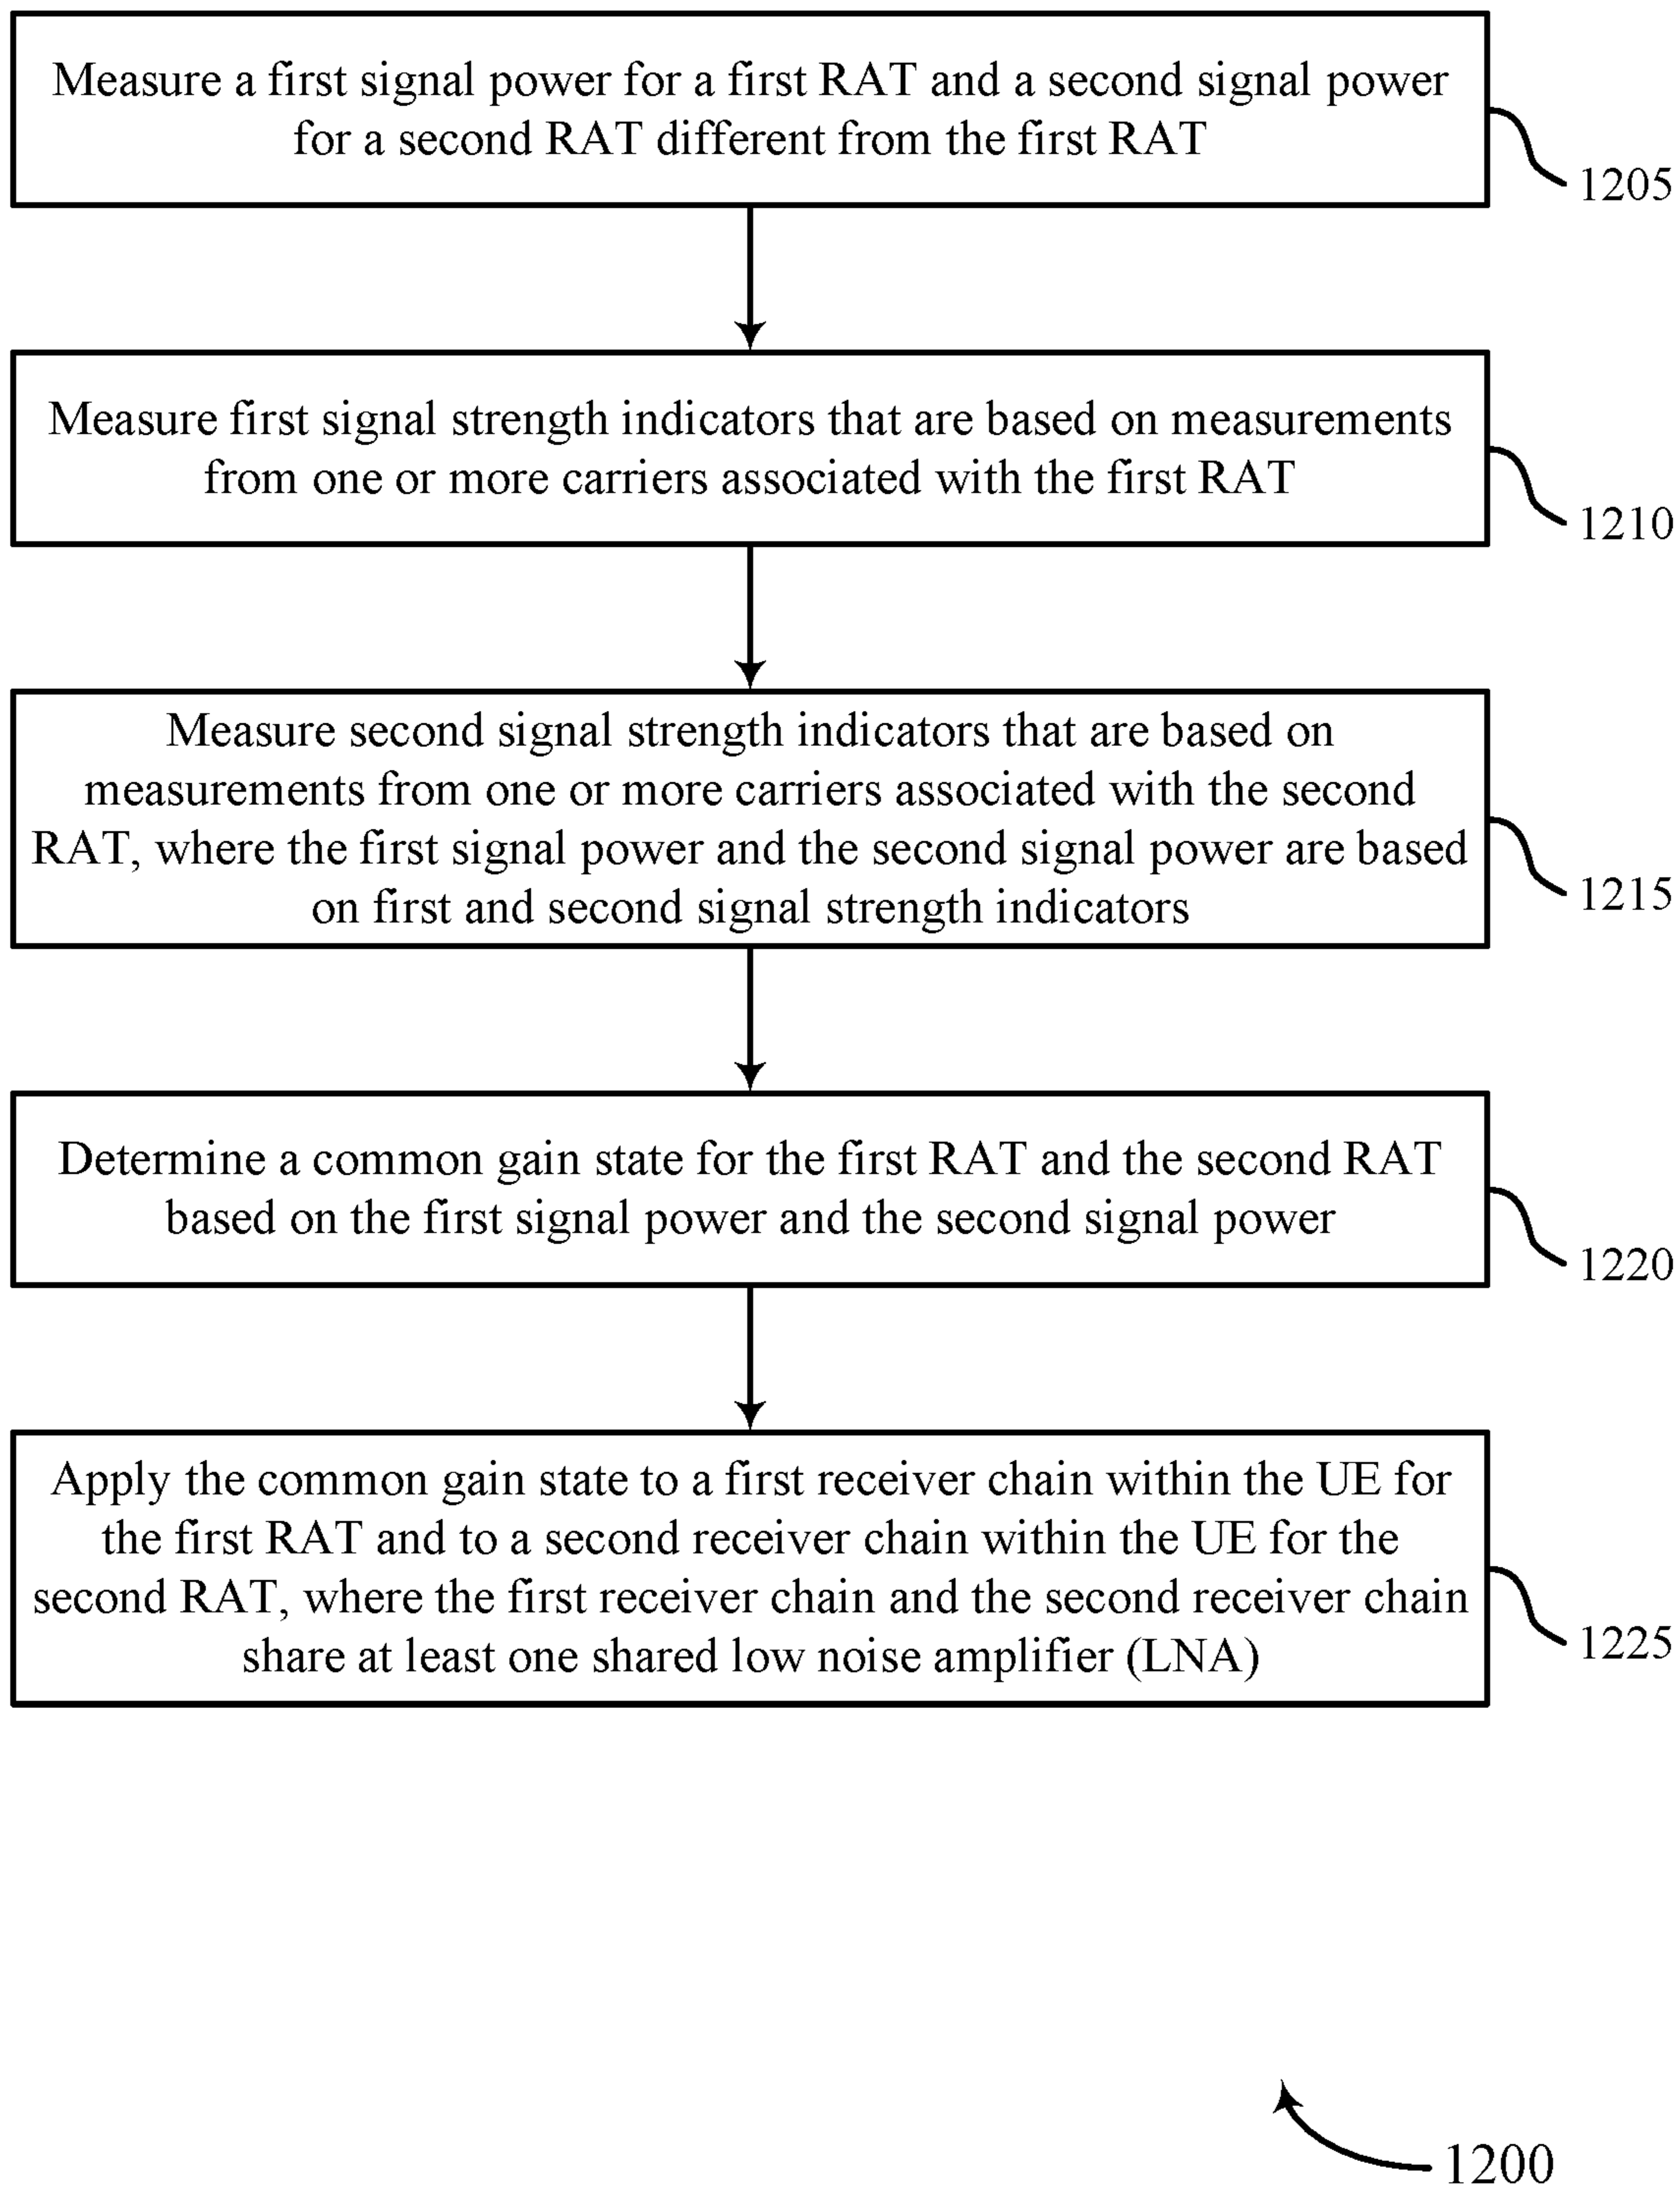 Measure a first signal power for a first RAT and a second signal power
for a second RAT different from the first RAT
1205
Measure first signal strength indicators that are based on measurements
from one or more carriers associated with the first RAT
1210
Measure second signal strength indicators that are based on
measurements from one or more carriers associated with the second
RAT, where the first signal power and the second signal power are based
on first and second signal strength indicators
1215
Determine a common gain state for the first RAT and the second RAT
based on the first signal power and the second signal power
1220
Apply the common gain state to a first receiver chain within the UE for
the first RAT and to a second receiver chain within the UE for the
second RAT, where the first receiver chain and the second receiver chain
share at least one shared low noise amplifier (LNA)
1225
1200